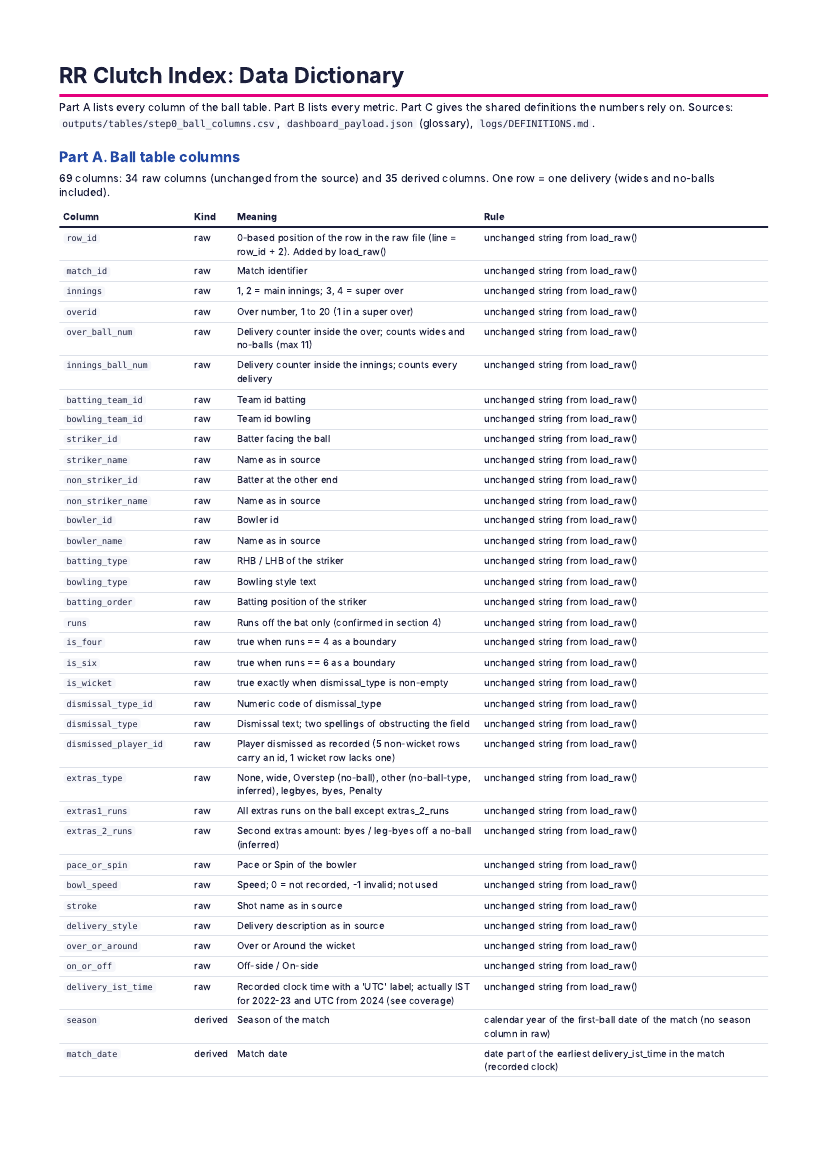 RR Clutch Index: Data Dictionary
Part A lists every column of the ball table. Part B lists every metric. Part C gives the shared definitions the numbers rely on. Sources:
outputs/tables/step0_ball_columns.csv, dashboard_payload.json (glossary), logs/DEFINITIONS.md.
Part A. Ball table columns
69 columns: 34 raw columns (unchanged from the source) and 35 derived columns. One row = one delivery (wides and no-balls
included).
Column Kind Meaning Rule
row_id raw 0-based position of the row in the raw file (line = unchanged string from load_raw()
row_id + 2). Added by load_raw()
match_id raw Match identifier unchanged string from load_raw()
innings raw 1, 2 = main innings; 3, 4 = super over unchanged string from load_raw()
overid raw Over number, 1 to 20 (1 in a super over) unchanged string from load_raw()
over_ball_num raw Delivery counter inside the over; counts wides and unchanged string from load_raw()
no-balls (max 11)
innings_ball_num raw Delivery counter inside the innings; counts every unchanged string from load_raw()
delivery
batting_team_id raw Team id batting unchanged string from load_raw()
bowling_team_id raw Team id bowling unchanged string from load_raw()
striker_id raw Batter facing the ball unchanged string from load_raw()
striker_name raw Name as in source unchanged string from load_raw()
non_striker_id raw Batter at the other end unchanged string from load_raw()
non_striker_name raw Name as in source unchanged string from load_raw()
bowler_id raw Bowler id unchanged string from load_raw()
bowler_name raw Name as in source unchanged string from load_raw()
batting_type raw RHB / LHB of the striker unchanged string from load_raw()
bowling_type raw Bowling style text unchanged string from load_raw()
batting_order raw Batting position of the striker unchanged string from load_raw()
runs raw Runs off the bat only (confirmed in section 4) unchanged string from load_raw()
is_four raw true when runs == 4 as a boundary unchanged string from load_raw()
is_six raw true when runs == 6 as a boundary unchanged string from load_raw()
is_wicket raw true exactly when dismissal_type is non-empty unchanged string from load_raw()
dismissal_type_id raw Numeric code of dismissal_type unchanged string from load_raw()
dismissal_type raw Dismissal text; two spellings of obstructing the field unchanged string from load_raw()
dismissed_player_id raw Player dismissed as recorded (5 non-wicket rows unchanged string from load_raw()
carry an id, 1 wicket row lacks one)
extras_type raw None, wide, Overstep (no-ball), other (no-ball-type, unchanged string from load_raw()
inferred), legbyes, byes, Penalty
extras1_runs raw All extras runs on the ball except extras_2_runs unchanged string from load_raw()
extras_2_runs raw Second extras amount: byes / leg-byes off a no-ball unchanged string from load_raw()
(inferred)
pace_or_spin raw Pace or Spin of the bowler unchanged string from load_raw()
bowl_speed raw Speed; 0 = not recorded, -1 invalid; not used unchanged string from load_raw()
stroke raw Shot name as in source unchanged string from load_raw()
delivery_style raw Delivery description as in source unchanged string from load_raw()
over_or_around raw Over or Around the wicket unchanged string from load_raw()
on_or_off raw Off-side / On-side unchanged string from load_raw()
delivery_ist_time raw Recorded clock time with a 'UTC' label; actually IST unchanged string from load_raw()
for 2022-23 and UTC from 2024 (see coverage)
season derived Season of the match calendar year of the first-ball date of the match (no season
column in raw)
match_date derived Match date date part of the earliest delivery_ist_time in the match
(recorded clock)